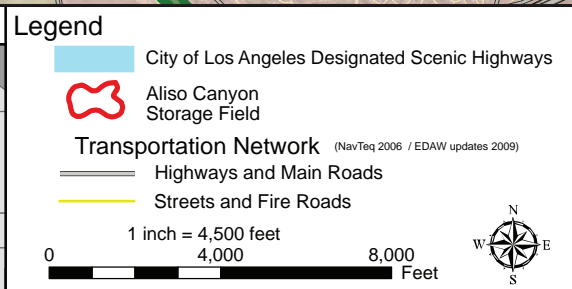 Legend
City of Los Angeles Designated Scenic Highways
Aliso Canyon
Storage Field
Transportation Network (NavTeq 2006 / EDAW updates 2009)
Highways and Main Roads
Streets and Fire Roads
1 inch = 4,500 feet
0 4,000 8,000
Feet
N
W E
S